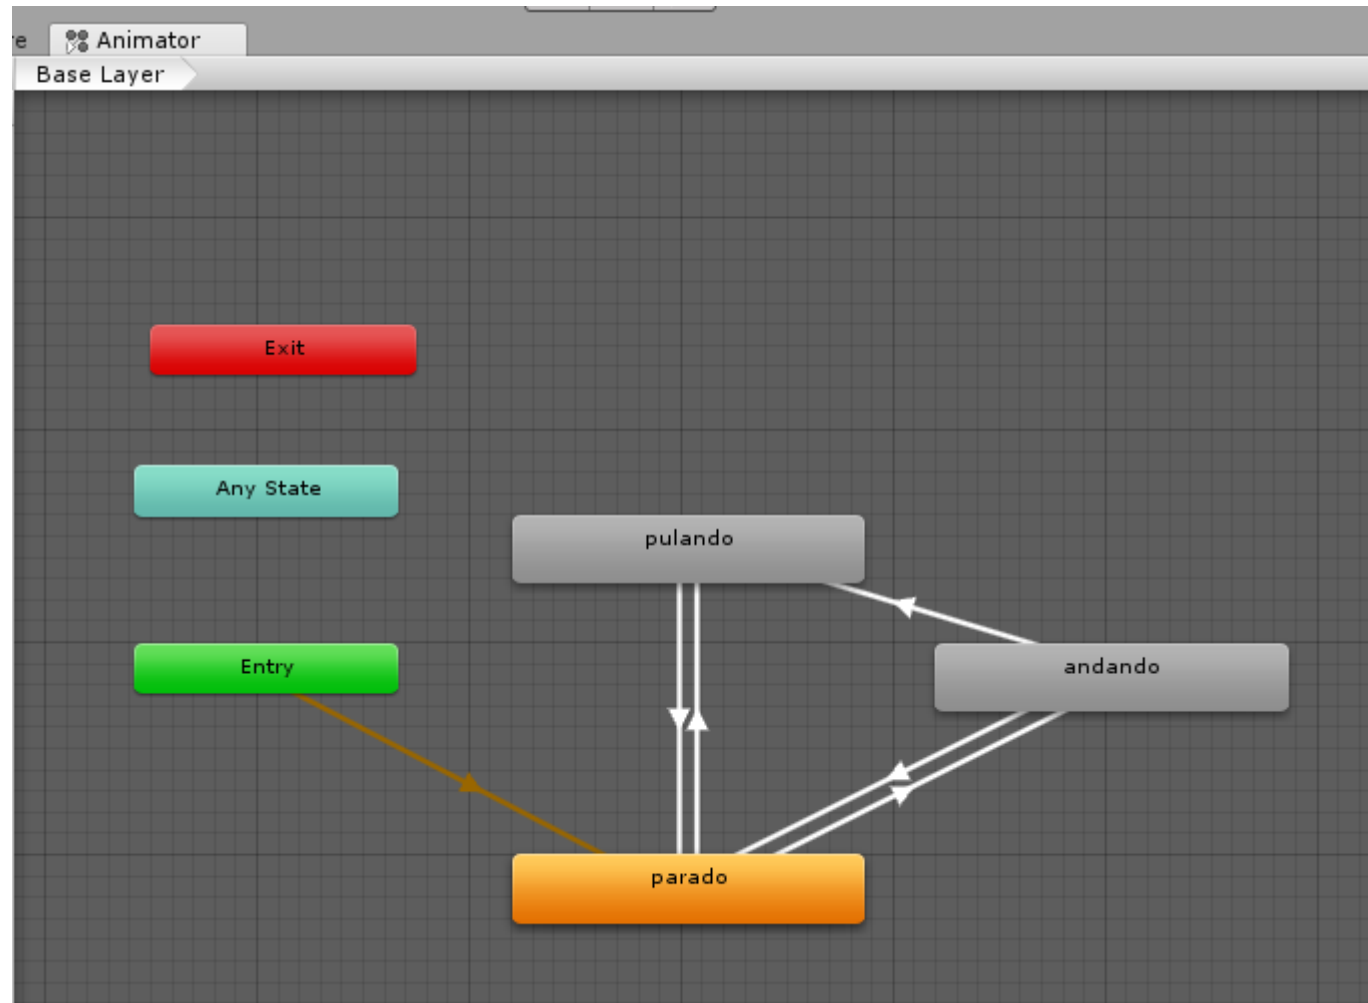 Animator
Base Layer
Exit
Any State
pulando
Entry
andando
parado